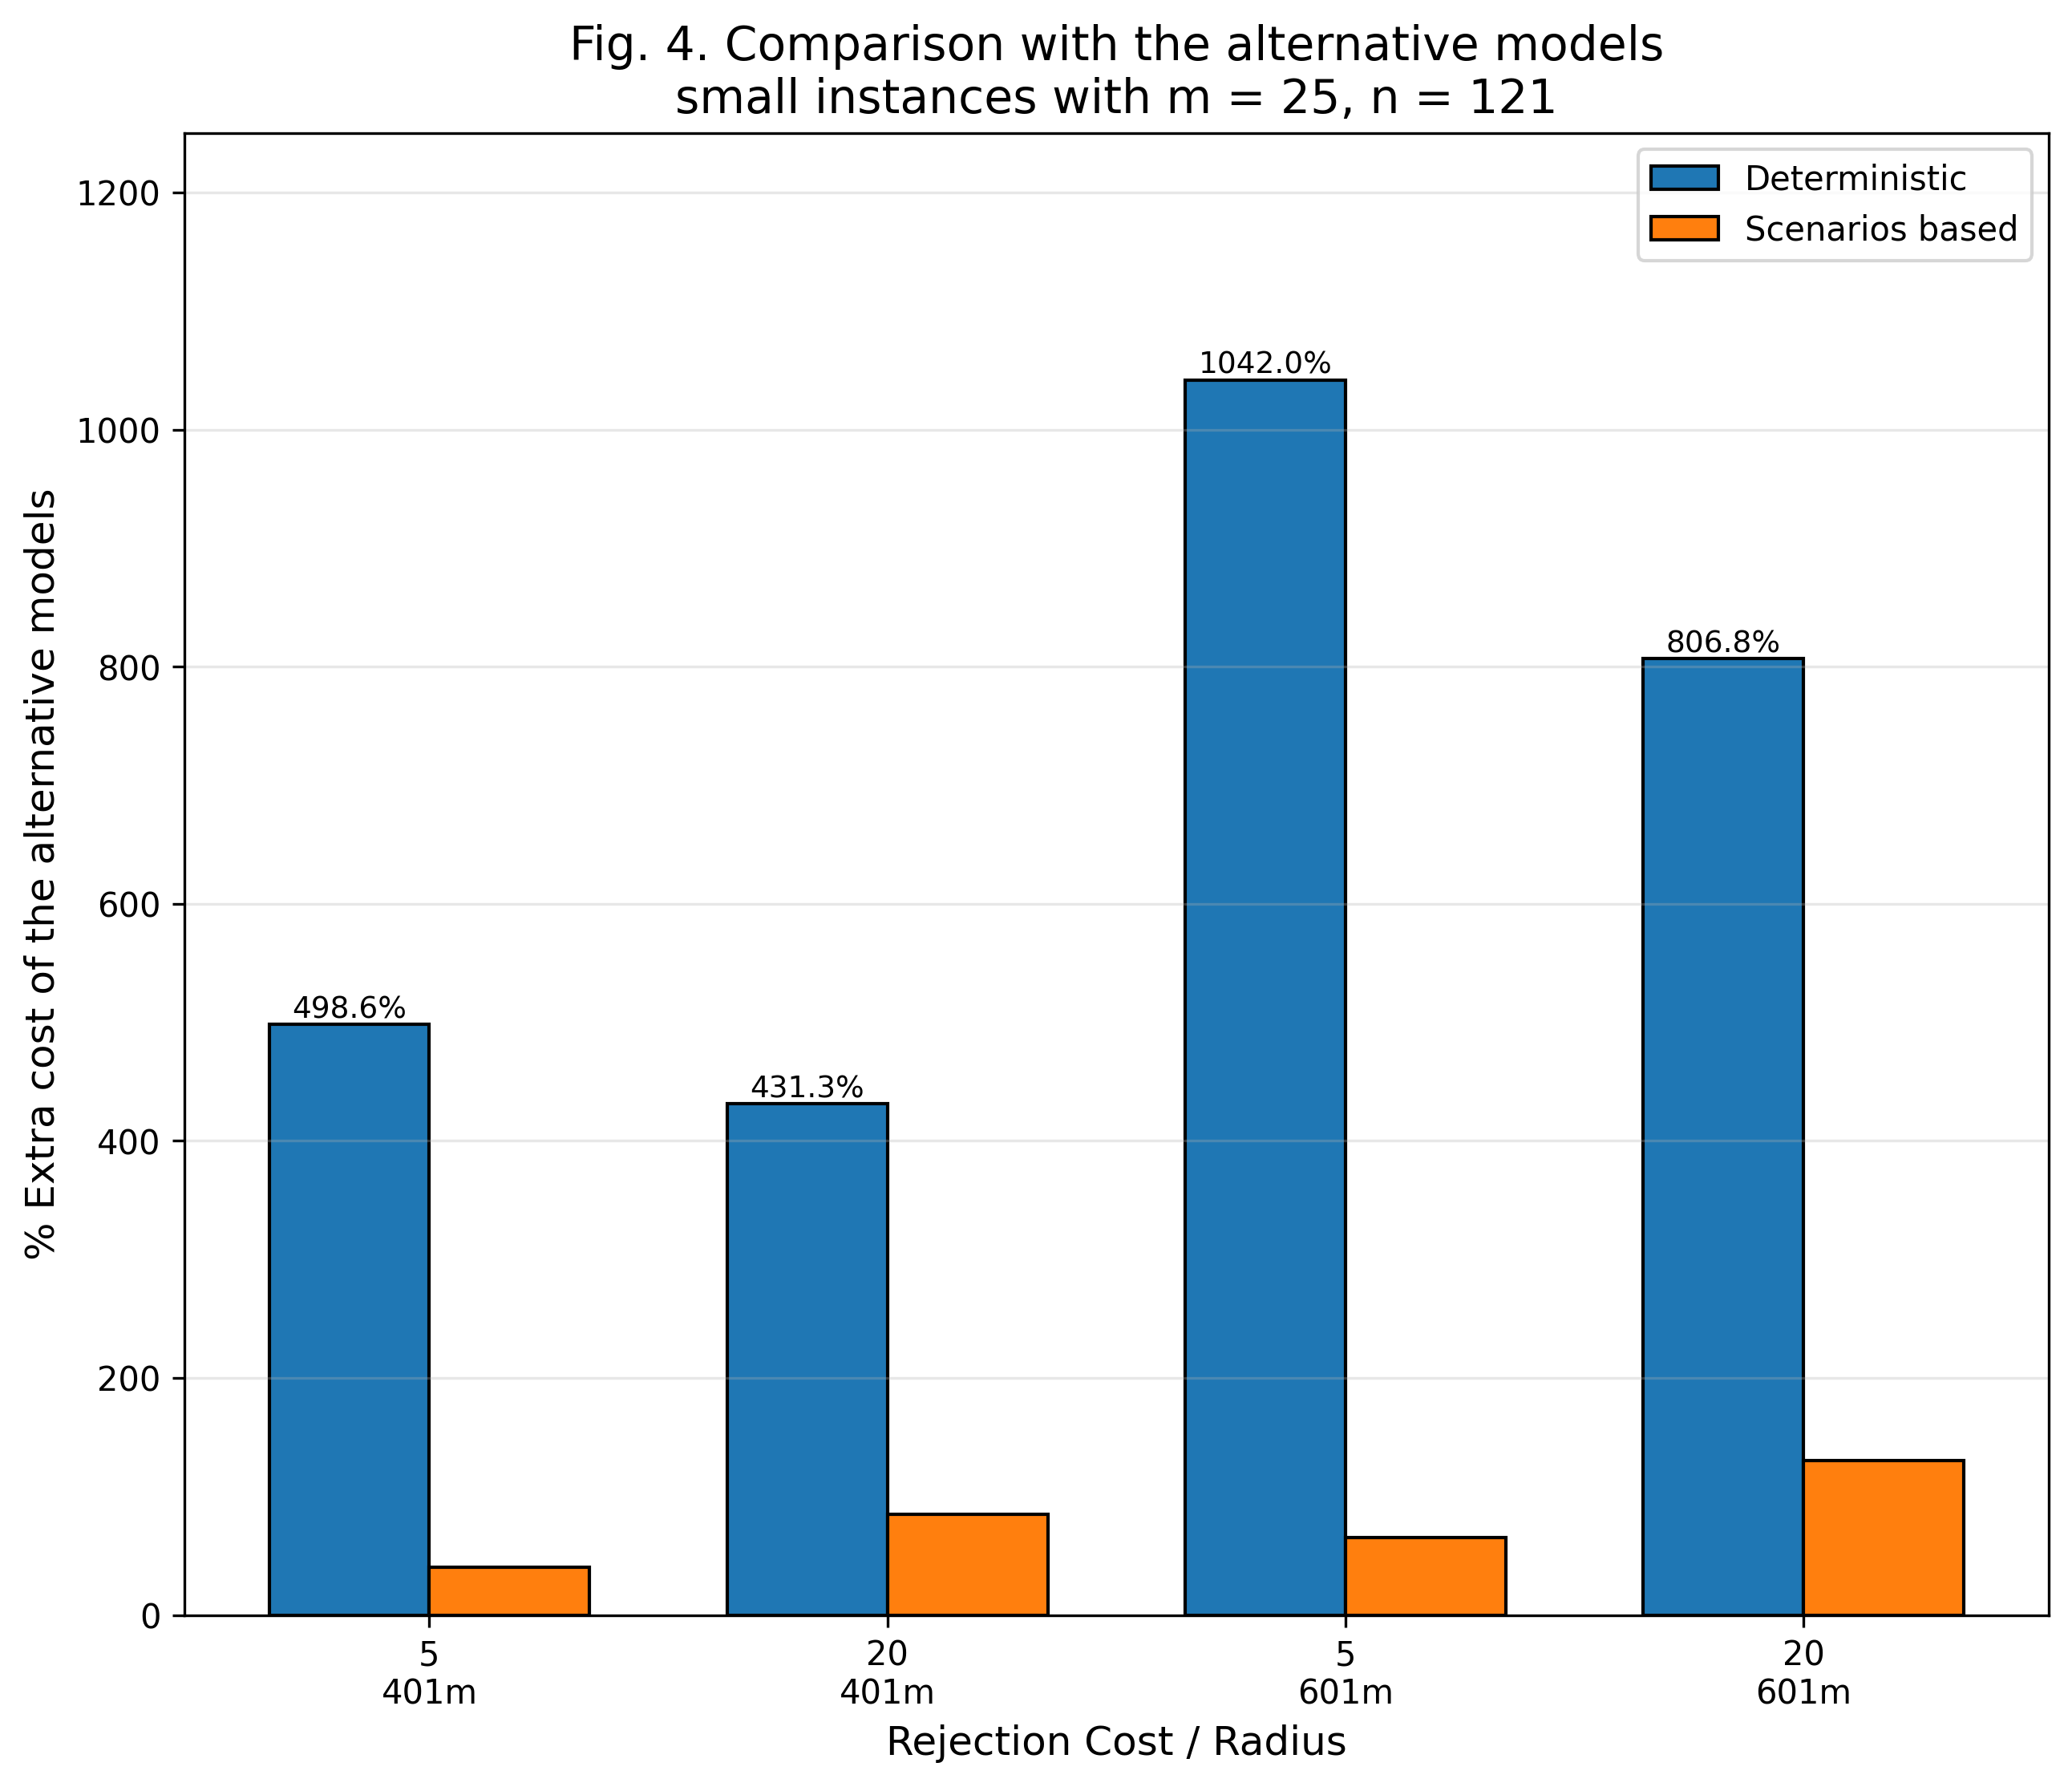 Fig. 4. Comparison with the alternative models
small instances with m = 25, n = 121
% Extra cost of the alternative models
1200
1000
800
600
400
200
0
Deterministic
Scenarios based
498.6%
431.3%
1042.0%
806.8%
5
401m
20
401m
5
601m
20
601m
Rejection Cost / Radius